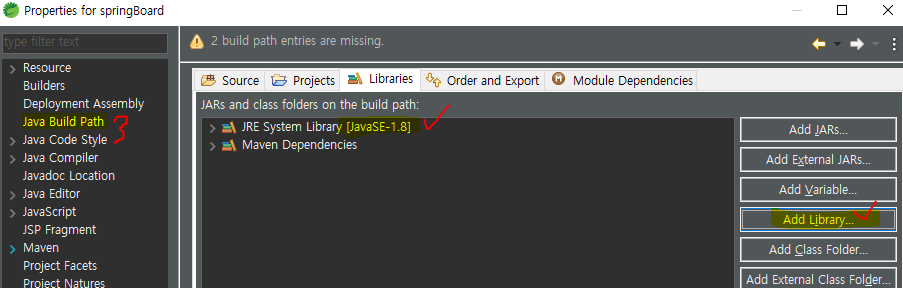 Properties for springBoard
type filter text
2 build path entries are missing.
Resource
Builders
Deployment Assembly
Java Build Path
Java Code Style
Java Compiler
Javadoc Location
Java Editor
JavaScript
JSP Fragment
Maven
Project Facets
Project Natures
Source
Projects
Libraries
Order and Export
Module Dependencies
JARs and class folders on the build path:
JRE System Library [JavaSE-1.8]
Maven Dependencies
Add JARs...
Add External JARs...
Add Variable...
Add Library...
Add Class Folder...
Add External Class Folder...